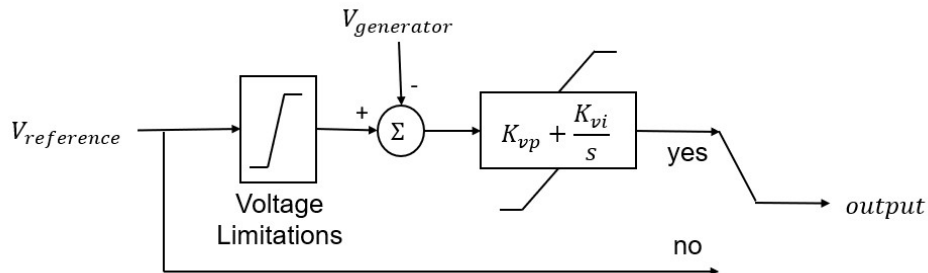 V_generator
V_reference
+
-
Σ
K_vp + K_vi/s
yes
output
Voltage
Limitations
no